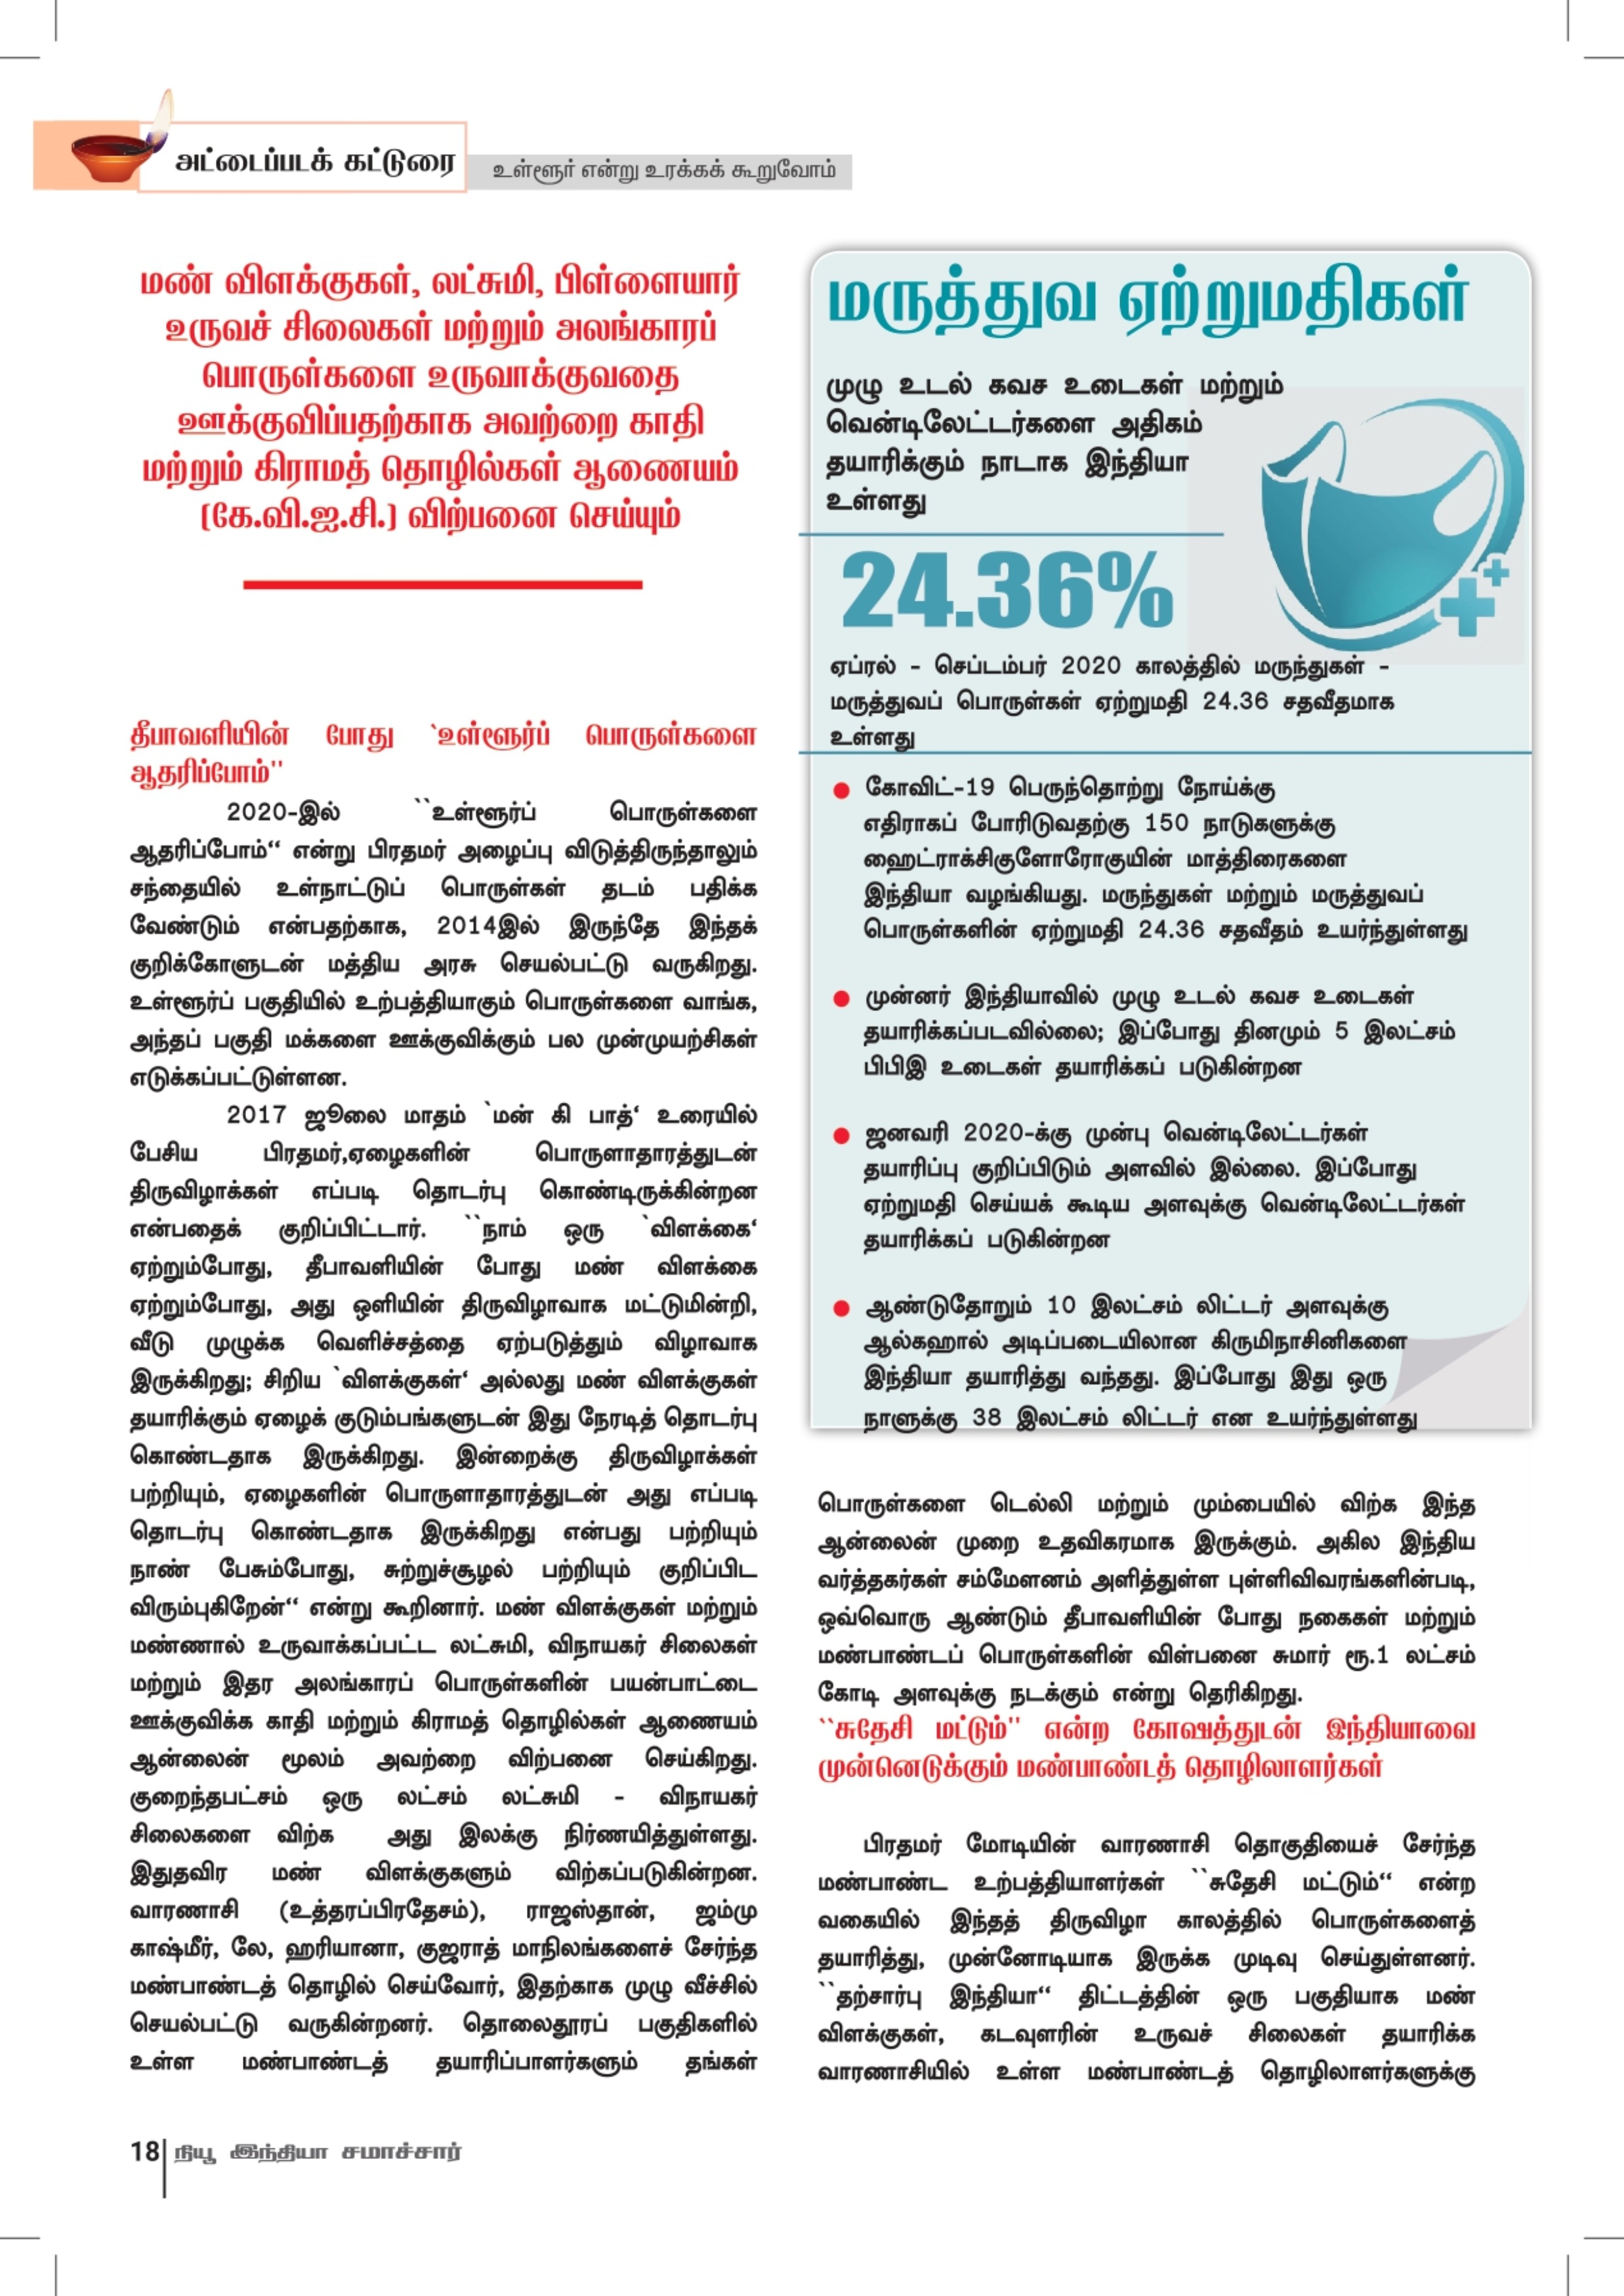 அட்டைப்படக் கட்டுரை
உள்ளூர் என்று உரக்கக் கூறுவோம்
மண் விளக்குகள், லட்சுமி, பிள்ளையார்
உருவச் சிலைகள் மற்றும் அலங்காரப்
பொருள்களை உருவாக்குவதை
ஊக்குவிப்பதற்காக அவற்றை காதி
மற்றும் கிராமத் தொழில்கள் ஆணையம்
(கே.வி.ஐ.சி.) விற்பனை செய்யும்
தீபாவளியின் போது `உள்ளூர்ப் பொருள்களை
ஆதரிப்போம்''
2020-இல் ``உள்ளூர்ப் பொருள்களை
ஆதரிப்போம்“ என்று பிரதமர் அழைப்பு விடுத்திருந்தாலும்
சந்தையில் உள்நாட்டுப் பொருள்கள் தடம் பதிக்க
வேண்டும் என்பதற்காக, 2014இல் இருந்தே இந்தக்
குறிக்கோளுடன் மத்திய அரசு செயல்பட்டு வருகிறது.
உள்ளூர்ப் பகுதியில் உற்பத்தியாகும் பொருள்களை வாங்க,
அந்தப் பகுதி மக்களை ஊக்குவிக்கும் பல முன்முயற்சிகள்
எடுக்கப்பட்டுள்ளன.
2017 ஜூலை மாதம் `மன் கி பாத்‘ உரையில்
பேசிய பிரதமர்,ஏழைகளின் பொருளாதாரத்துடன்
திருவிழாக்கள் எப்படி தொடர்பு கொண்டிருக்கின்றன
என்பதைக் குறிப்பிட்டார். ``நாம் ஒரு `விளக்கை‘
ஏற்றும்போது, தீபாவளியின் போது மண் விளக்கை
ஏற்றும்போது, அது ஒளியின் திருவிழாவாக மட்டுமின்றி,
வீடு முழுக்க வெளிச்சத்தை ஏற்படுத்தும் விழாவாக
இருக்கிறது; சிறிய `விளக்குகள்‘ அல்லது மண் விளக்குகள்
தயாரிக்கும் ஏழைக் குடும்பங்களுடன் இது நேரடித் தொடர்பு
கொண்டதாக இருக்கிறது. இன்றைக்கு திருவிழாக்கள்
பற்றியும், ஏழைகளின் பொருளாதாரத்துடன் அது எப்படி
தொடர்பு கொண்டதாக இருக்கிறது என்பது பற்றியும்
நாண் பேசும்போது, சுற்றுச்சூழல் பற்றியும் குறிப்பிட
விரும்புகிறேன்“ என்று கூறினார். மண் விளக்குகள் மற்றும்
மண்ணால் உருவாக்கப்பட்ட லட்சுமி, விநாயகர் சிலைகள்
மற்றும் இதர அலங்காரப் பொருள்களின் பயன்பாட்டை
ஊக்குவிக்க காதி மற்றும் கிராமத் தொழில்கள் ஆணையம்
ஆன்லைன் மூலம் அவற்றை விற்பனை செய்கிறது.
குறைந்தபட்சம் ஒரு லட்சம் லட்சுமி - விநாயகர்
சிலைகளை விற்க அது இலக்கு நிர்ணயித்துள்ளது.
இதுதவிர மண் விளக்குகளும் விற்கப்படுகின்றன.
வாரணாசி (உத்தரப்பிரதேசம்), ராஜஸ்தான், ஜம்மு
காஷ்மீர், லே, ஹரியானா, குஜராத் மாநிலங்களைச் சேர்ந்த
மண்பாண்டத் தொழில் செய்வோர், இதற்காக முழு வீச்சில்
செயல்பட்டு வருகின்றனர். தொலைதூரப் பகுதிகளில்
உள்ள மண்பாண்டத் தயாரிப்பாளர்களும் தங்கள்
மருத்துவ ஏற்றுமதிகள்
முழு உடல் கவச உடைகள் மற்றும்
வென்டிலேட்டர்களை அதிகம்
தயாரிக்கும் நாடாக இந்தியா
உள்ளது
24.36%
ஏப்ரல் - செப்டம்பர் 2020 காலத்தில் மருந்துகள் -
மருத்துவப் பொருள்கள் ஏற்றுமதி 24.36 சதவீதமாக
உள்ளது
● கோவிட்-19 பெருந்தொற்று நோய்க்கு
எதிராகப் போரிடுவதற்கு 150 நாடுகளுக்கு
ஹைட்ராக்சிகுளோரோகுயின் மாத்திரைகளை
இந்தியா வழங்கியது. மருந்துகள் மற்றும் மருத்துவப்
பொருள்களின் ஏற்றுமதி 24.36 சதவீதம் உயர்ந்துள்ளது
● முன்னர் இந்தியாவில் முழு உடல் கவச உடைகள்
தயாரிக்கப்படவில்லை; இப்போது தினமும் 5 இலட்சம்
பிபிஇ உடைகள் தயாரிக்கப் படுகின்றன
● ஜனவரி 2020-க்கு முன்பு வென்டிலேட்டர்கள்
தயாரிப்பு குறிப்பிடும் அளவில் இல்லை. இப்போது
ஏற்றுமதி செய்யக் கூடிய அளவுக்கு வென்டிலேட்டர்கள்
தயாரிக்கப் படுகின்றன
● ஆண்டுதோறும் 10 இலட்சம் லிட்டர் அளவுக்கு
ஆல்கஹால் அடிப்படையிலான கிருமிநாசினிகளை
இந்தியா தயாரித்து வந்தது. இப்போது இது ஒரு
நாளுக்கு 38 இலட்சம் லிட்டர் என உயர்ந்துள்ளது
பொருள்களை டெல்லி மற்றும் மும்பையில் விற்க இந்த
ஆன்லைன் முறை உதவிகரமாக இருக்கும். அகில இந்திய
வர்த்தகர்கள் சம்மேளனம் அளித்துள்ள புள்ளிவிவரங்களின்படி,
ஒவ்வொரு ஆண்டும் தீபாவளியின் போது நகைகள் மற்றும்
மண்பாண்டப் பொருள்களின் விள்பனை சுமார் ரூ.1 லட்சம்
கோடி அளவுக்கு நடக்கும் என்று தெரிகிறது.
``சுதேசி மட்டும்'' என்ற கோஷத்துடன் இந்தியாவை
முன்னெடுக்கும் மண்பாண்டத் தொழிலாளர்கள்
பிரதமர் மோடியின் வாரணாசி தொகுதியைச் சேர்ந்த
மண்பாண்ட உற்பத்தியாளர்கள் ``சுதேசி மட்டும்“ என்ற
வகையில் இந்தத் திருவிழா காலத்தில் பொருள்களைத்
தயாரித்து, முன்னோடியாக இருக்க முடிவு செய்துள்ளனர்.
``தற்சார்பு இந்தியா“ திட்டத்தின் ஒரு பகுதியாக மண்
விளக்குகள், கடவுளரின் உருவச் சிலைகள் தயாரிக்க
வாரணாசியில் உள்ள மண்பாண்டத் தொழிலாளர்களுக்கு
18 நியூ இந்தியா சமாச்சார்